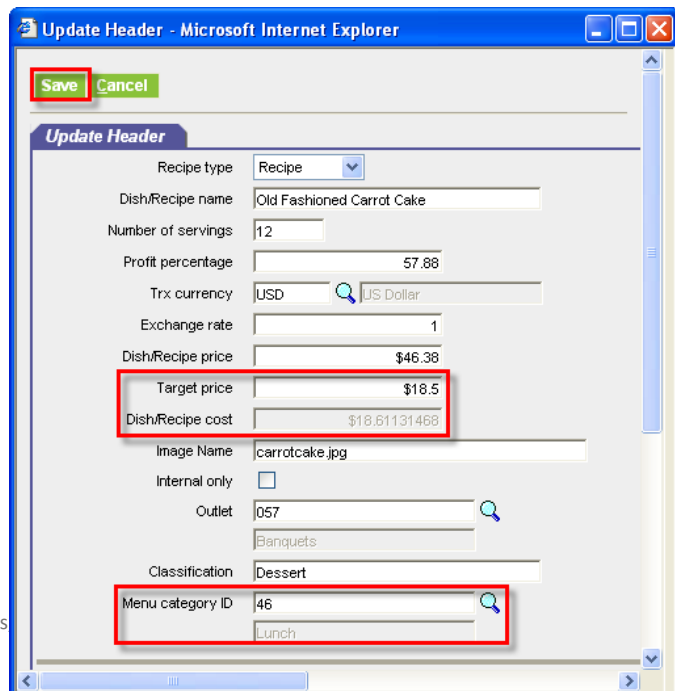 Update Header - Microsoft Internet Explorer
Save Cancel
Update Header
Recipe type Recipe
Dish/Recipe name Old Fashioned Carrot Cake
Number of servings 12
Profit percentage 57.88
Trx currency USD US Dollar
Exchange rate 1
Dish/Recipe price $46.38
Target price $18.5
Dish/Recipe cost $18.61131468
Image Name carrotcake.jpg
Internal only
Outlet 057
Banquets
Classification Dessert
Menu category ID 46
s Lunch